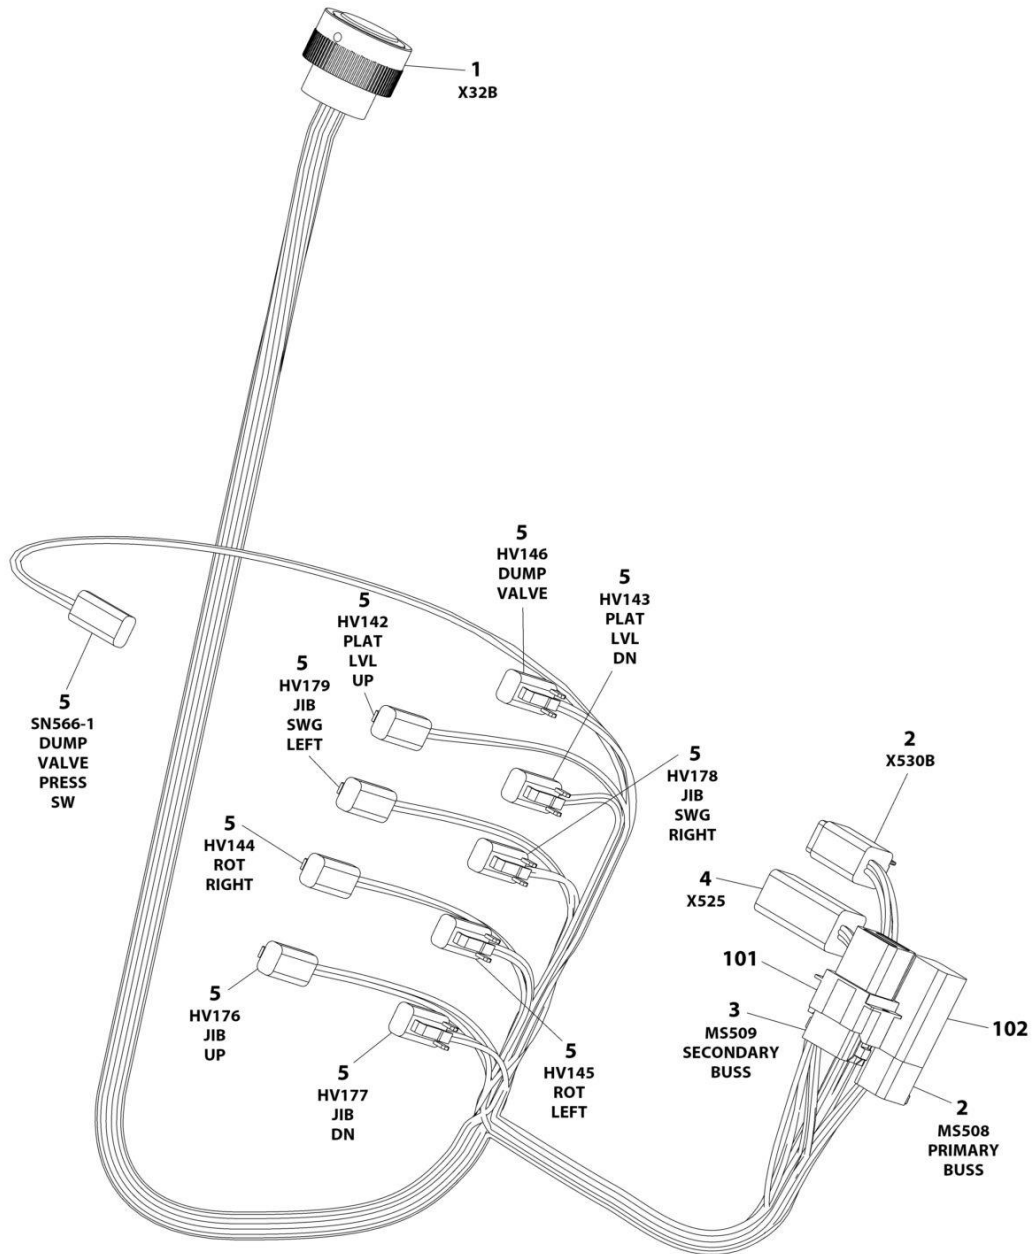 1
X32B
5
HV146
DUMP
VALVE
5
HV143
PLAT
LVL
DN
5
HV142
PLAT
LVL
UP
5
HV179
JIB
SWG
LEFT
5
SN566-1
DUMP
VALVE
PRESS
SW
2
X530B
5
HV178
JIB
SWG
RIGHT
5
HV144
ROT
RIGHT
4
X525
101
3
MS509
SECONDARY
BUSS
102
5
HV176
JIB
UP
5
HV145
ROT
LEFT
5
HV177
JIB
DN
2
MS508
PRIMARY
BUSS